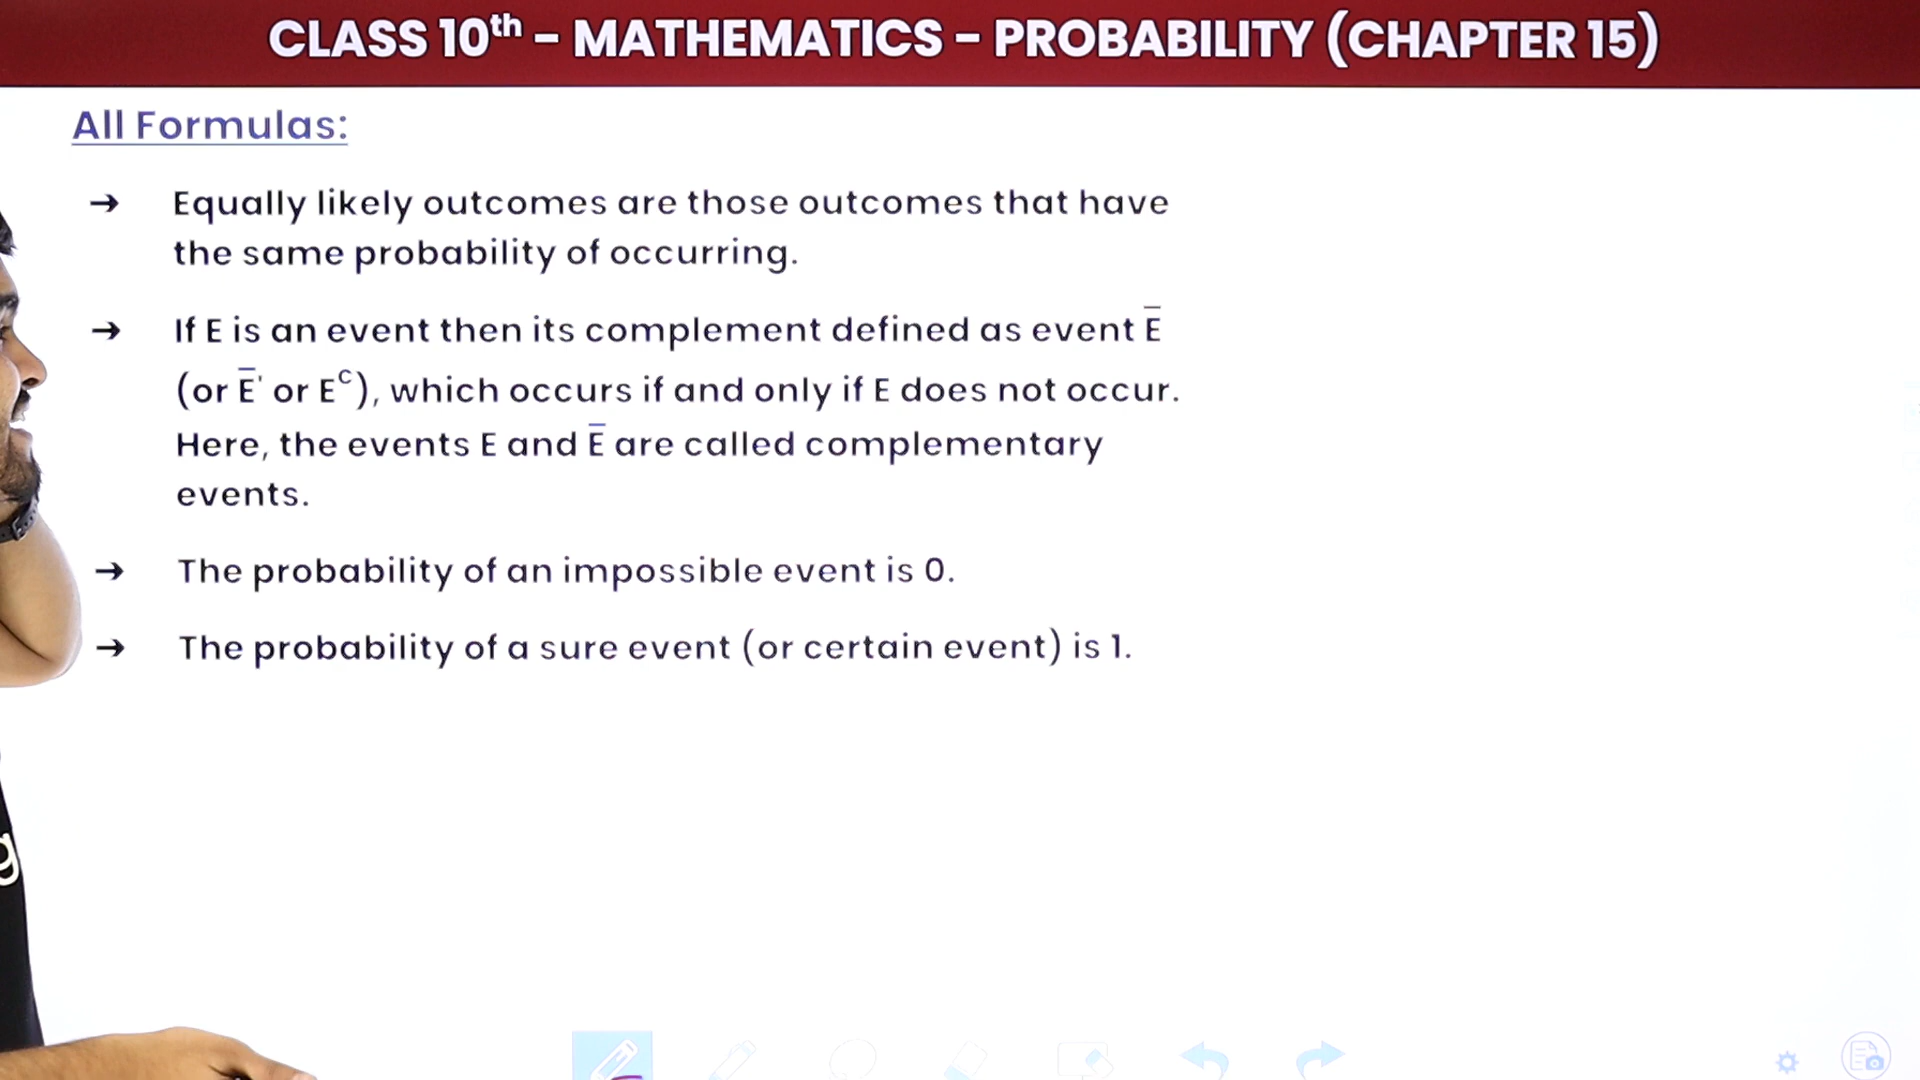 CLASS 10th - MATHEMATICS - PROBABILITY (CHAPTER 15)
All Formulas:
→ Equally likely outcomes are those outcomes that have
the same probability of occurring.
→ If E is an event then its complement defined as event E̅
(or E̅' or Eᶜ), which occurs if and only if E does not occur.
Here, the events E and E̅ are called complementary
events.
→ The probability of an impossible event is 0.
→ The probability of a sure event (or certain event) is 1.
g